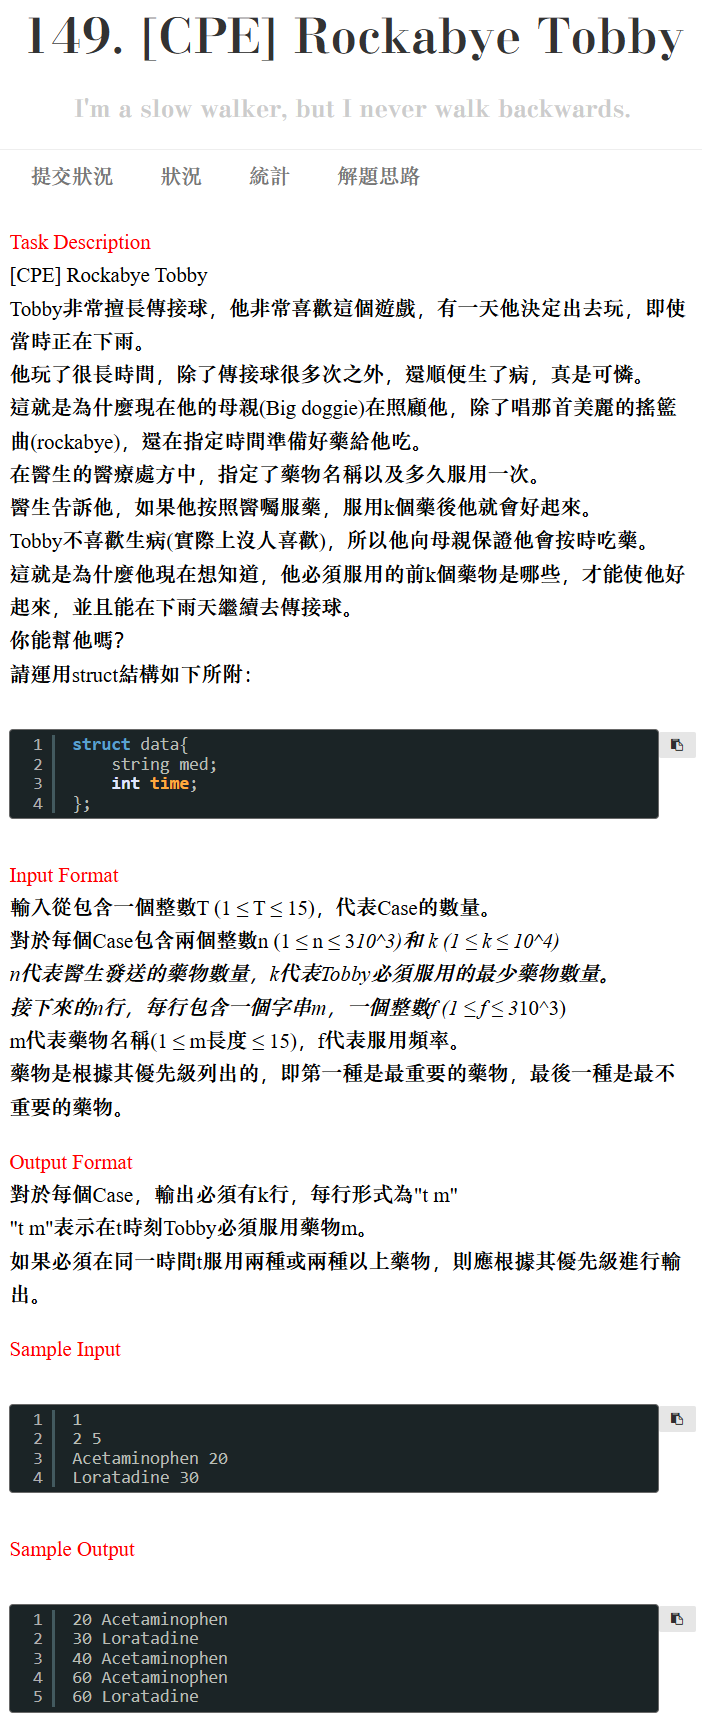 149. [CPE] Rockabye Tobby
I'm a slow walker, but I never walk backwards.
提交狀況 狀況 統計 解題思路
Task Description
[CPE] Rockabye Tobby
Tobby非常擅長傳接球，他非常喜歡這個遊戲，有一天他決定出去玩，即使
當時正在下雨。
他玩了很長時間，除了傳接球很多次之外，還順便生了病，真是可憐。
這就是為什麼現在他的母親(Big doggie)在照顧他，除了唱那首美麗的搖籃
曲(rockabye)，還在指定時間準備好藥給他吃。
在醫生的醫療處方中，指定了藥物名稱以及多久服用一次。
醫生告訴他，如果他按照醫囑服藥，服用k個藥後他就會好起來。
Tobby不喜歡生病(實際上沒人喜歡)，所以他向母親保證他會按時吃藥。
這就是為什麼他現在想知道，他必須服用的前k個藥物是哪些，才能使他好
起來，並且能在下雨天繼續去傳接球。
你能幫他嗎？
請運用struct結構如下所附：
1 struct data{
2 string med;
3 int time;
4 };
Input Format
輸入從包含一個整數T (1 ≤ T ≤ 15)，代表Case的數量。
對於每個Case包含兩個整數n (1 ≤ n ≤ 310^3)和 k (1 ≤ k ≤ 10^4)
n代表醫生發送的藥物數量，k代表Tobby必須服用的最少藥物數量。
接下來的n行，每行包含一個字串m，一個整數f (1 ≤ f ≤ 310^3)
m代表藥物名稱(1 ≤ m長度 ≤ 15)，f代表服用頻率。
藥物是根據其優先級列出的，即第一種是最重要的藥物，最後一種是最不
重要的藥物。
Output Format
對於每個Case，輸出必須有k行，每行形式為"t m"
"t m"表示在t時刻Tobby必須服用藥物m。
如果必須在同一時間t服用兩種或兩種以上藥物，則應根據其優先級進行輸
出。
Sample Input
1 1
2 2 5
3 Acetaminophen 20
4 Loratadine 30
Sample Output
1 20 Acetaminophen
2 30 Loratadine
3 40 Acetaminophen
4 60 Acetaminophen
5 60 Loratadine